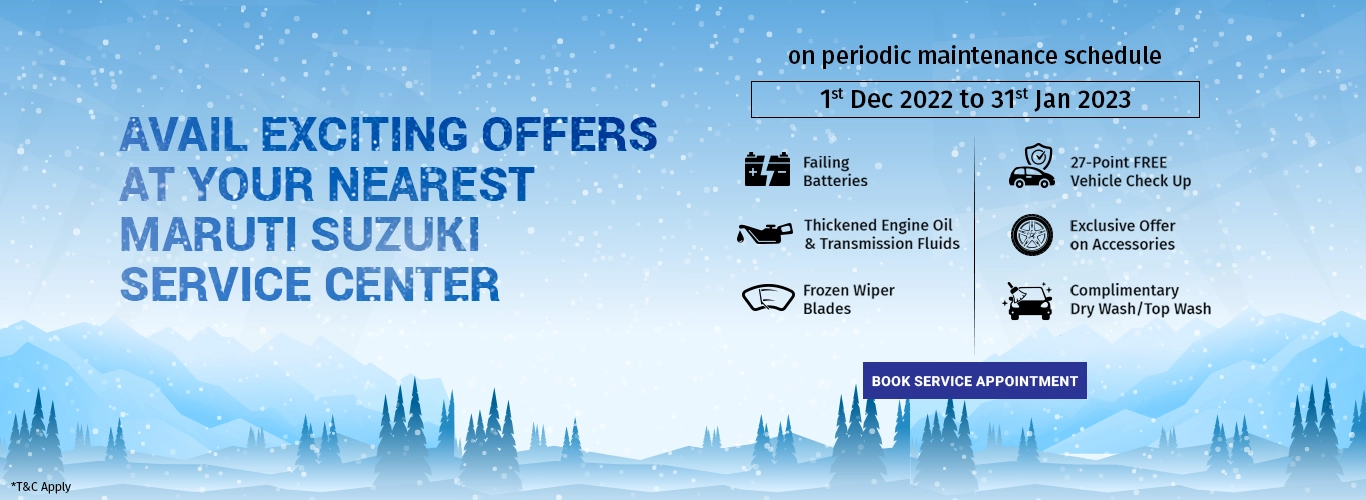 AVAIL EXCITING OFFERS
AT YOUR NEAREST
MARUTI SUZUKI
SERVICE CENTER
on periodic maintenance schedule
1st Dec 2022 to 31st Jan 2023
Failing
Batteries
Thickened Engine Oil
& Transmission Fluids
Frozen Wiper
Blades
27-Point FREE
Vehicle Check Up
Exclusive Offer
on Accessories
Complimentary
Dry Wash/Top Wash
BOOK SERVICE APPOINTMENT
*T&C Apply